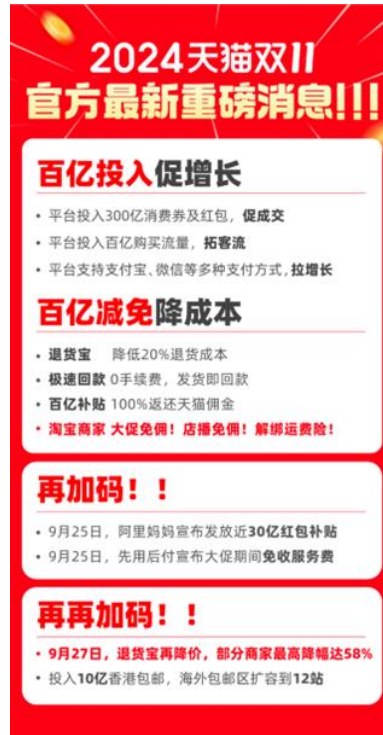 2024天猫双11
官方最新重磅消息!!!
百亿投入促增长
• 平台投入300亿消费券及红包，促成交
• 平台投入百亿购买流量，拓客流
• 平台支持支付宝、微信等多种支付方式，拉增长
百亿减免降成本
• 退货宝 降低20%退货成本
• 极速回款 0手续费，发货即回款
• 百亿补贴 100%返还天猫佣金
• 淘宝商家 大促免佣！店播免佣！解绑运费险！
再加码！！
• 9月25日，阿里妈妈宣布发放近30亿红包补贴
• 9月25日，先用后付宣布大促期间免收服务费
再再加码！！
• 9月27日，退货宝再降价，部分商家最高降幅达58%
• 投入10亿香港包邮，海外包邮区扩容到12站